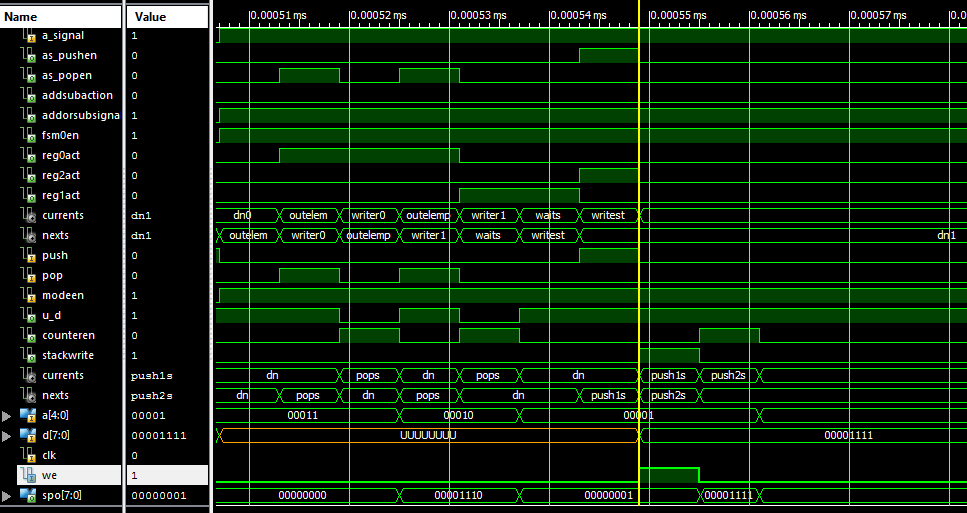 Name Value 0.00051 ms 0.00052 ms 0.00053 ms 0.00054 ms 0.00055 ms 0.00056 ms 0.00057 ms 0.0
a_signal 1
as_pushen 0
as_popen 0
addsubaction 0
addorsubsigna 1
fsm0en 1
reg0act 0
reg2act 0
reg1act 0
currents dn1 dn0 outelem writer0 outelemp writer1 waits writest
nexts dn1 outelem writer0 outelemp writer1 waits writest dn1
push 0
pop 0
modeen 1
u_d 1
counteren 0
stackwrite 1
currents push1s dn pops dn pops dn push1s push2s
nexts push2s dn pops dn pops dn push1s push2s
a[4:0] 00001 00011 00010 00001
d[7:0] 00001111 UUUUUUUU 00001111
clk 0
we 1
spo[7:0] 00000001 00000000 00001110 00000001 00001111